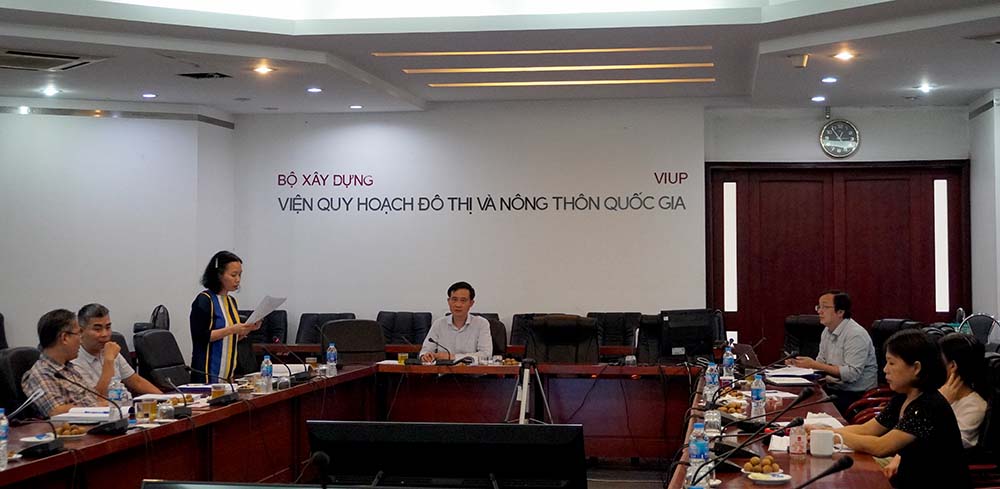 BỘ XÂY DỰNG VIUP
VIỆN QUY HOẠCH ĐÔ THỊ VÀ NÔNG THÔN QUỐC GIA